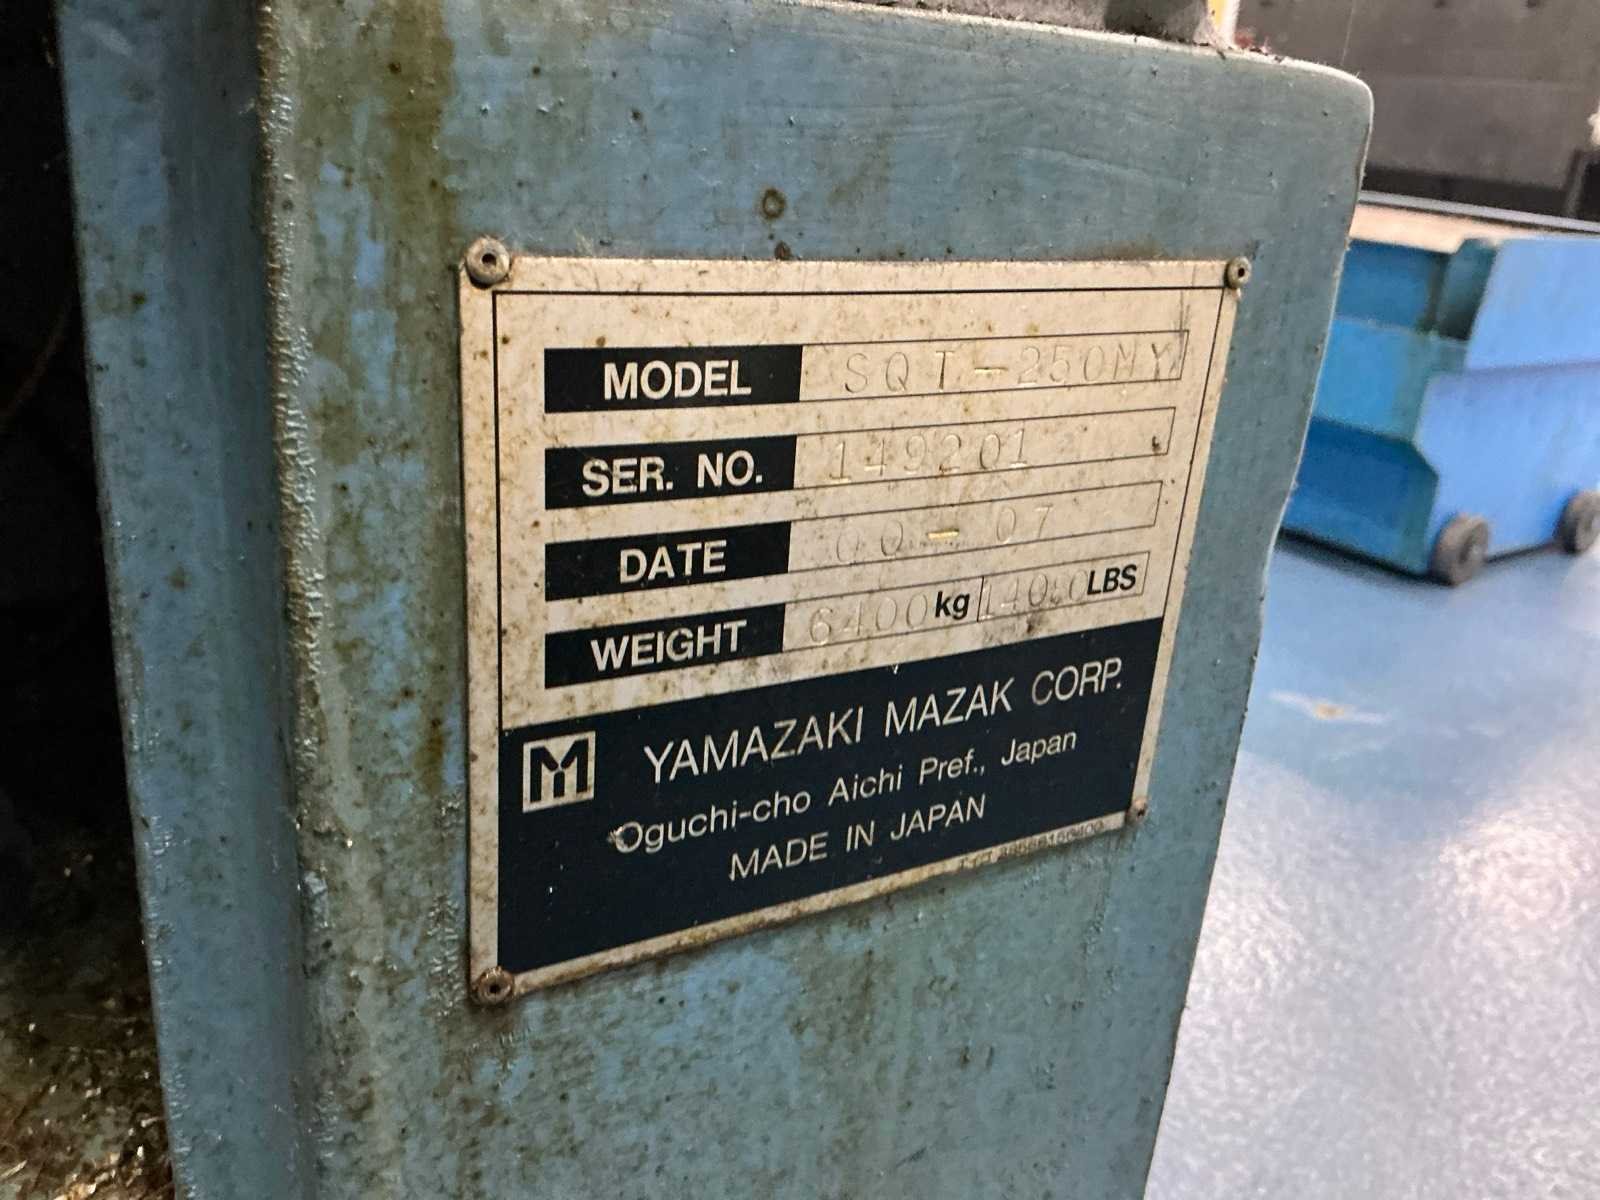 MODEL SQT-250MY
SER. NO. 149201
DATE 00-07
WEIGHT 6400 kg LBS
YAMAZAKI MAZAK CORP.
Oguchi-cho Aichi Pref., Japan
MADE IN JAPAN